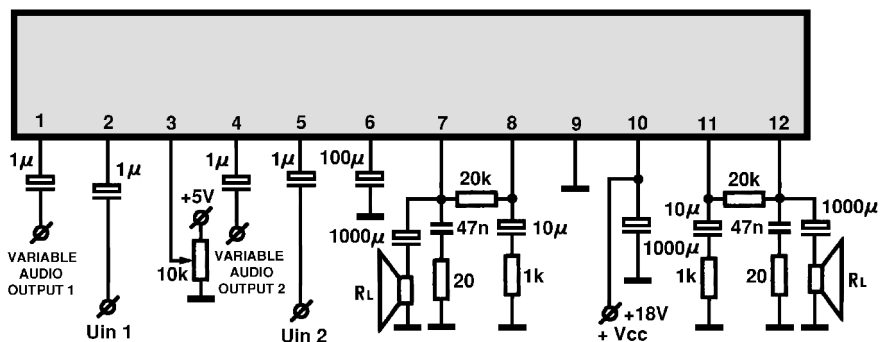 1 2 3 4 5 6 7 8 9 10 11 12
1μ 1μ 1μ 1μ 100μ
20k 20k
+5V
1000μ 47n 10μ 10μ 47n 1000μ
1000μ
VARIABLE
AUDIO
OUTPUT 1
10k
VARIABLE
AUDIO
OUTPUT 2
RL 20 1k 1k 20 RL
Uin 1 Uin 2
+18V
+ Vcc